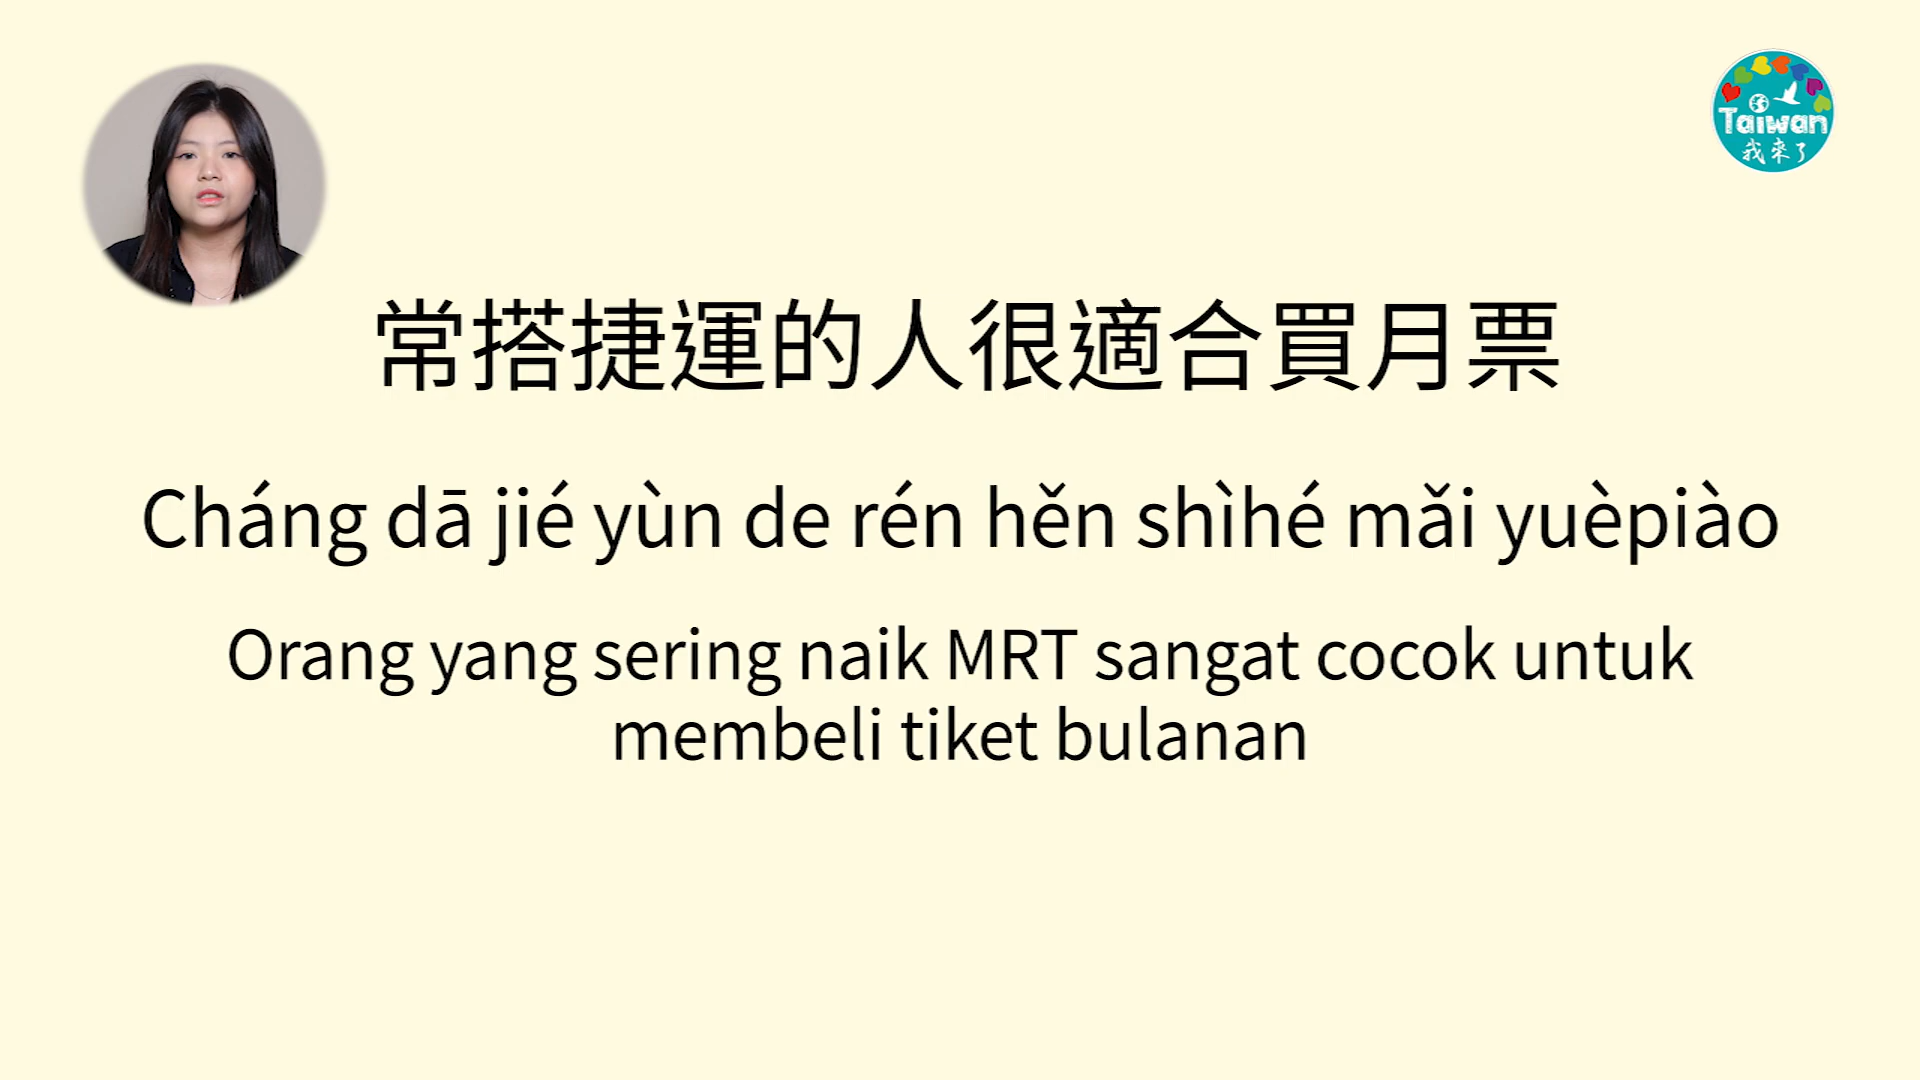 Taiwan
我來了
常搭捷運的人很適合買月票
Cháng dā jié yùn de rén hěn shìhé mǎi yuèpiào
Orang yang sering naik MRT sangat cocok untuk
membeli tiket bulanan